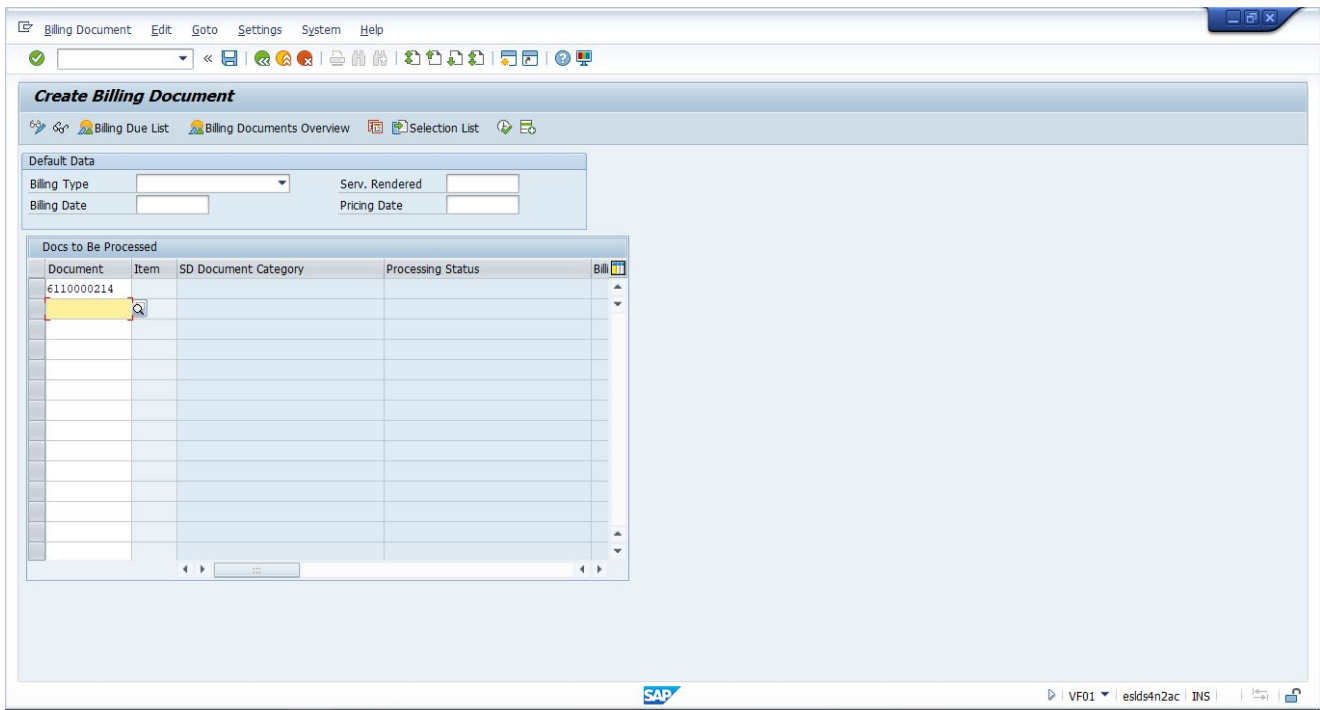 Billing Document Edit Goto Settings System Help
Create Billing Document
Billing Due List Billing Documents Overview Selection List
Default Data
Billing Type Serv. Rendered
Billing Date Pricing Date
Docs to Be Processed
Document Item SD Document Category Processing Status Billi
6110000214
SAP VF01 eslds4n2ac INS